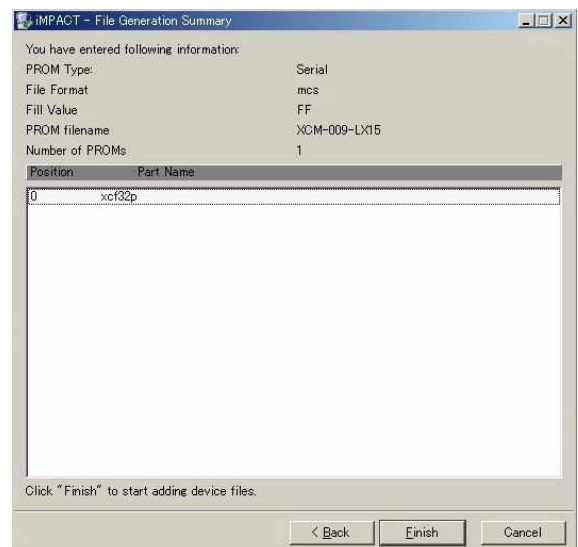 iMPACT - File Generation Summary
You have entered following information:
PROM Type: Serial
File Format mcs
Fill Value FF
PROM filename XCM-009-LX15
Number of PROMs 1
Position Part Name
0 xcf32p
Click "Finish" to start adding device files.
< Back Finish Cancel